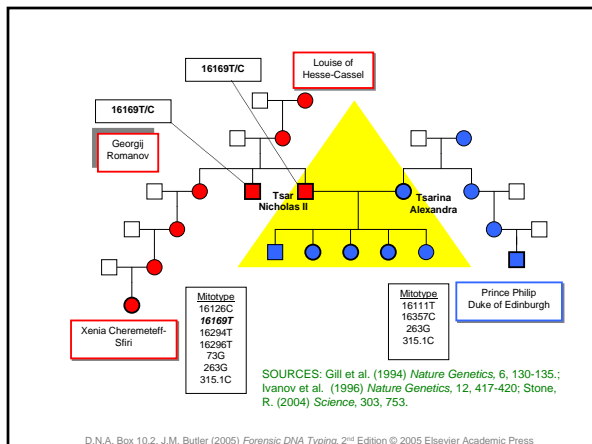 Louise of
Hesse-Cassel
16169T/C
16169T/C
Georgij
Romanov
Tsar
Nicholas II
Tsarina
Alexandra
Xenia Cheremeteff-
Sfiri
Mitotype
16126C
16169T
16294T
16296T
73G
263G
315.1C
Mitotype
16111T
16357C
263G
315.1C
Prince Philip
Duke of Edinburgh
SOURCES: Gill et al. (1994) Nature Genetics, 6, 130-135.;
Ivanov et al. (1996) Nature Genetics, 12, 417-420; Stone,
R. (2004) Science, 303, 753.
D.N.A. Box 10.2, J.M. Butler (2005) Forensic DNA Typing, 2nd Edition © 2005 Elsevier Academic Press